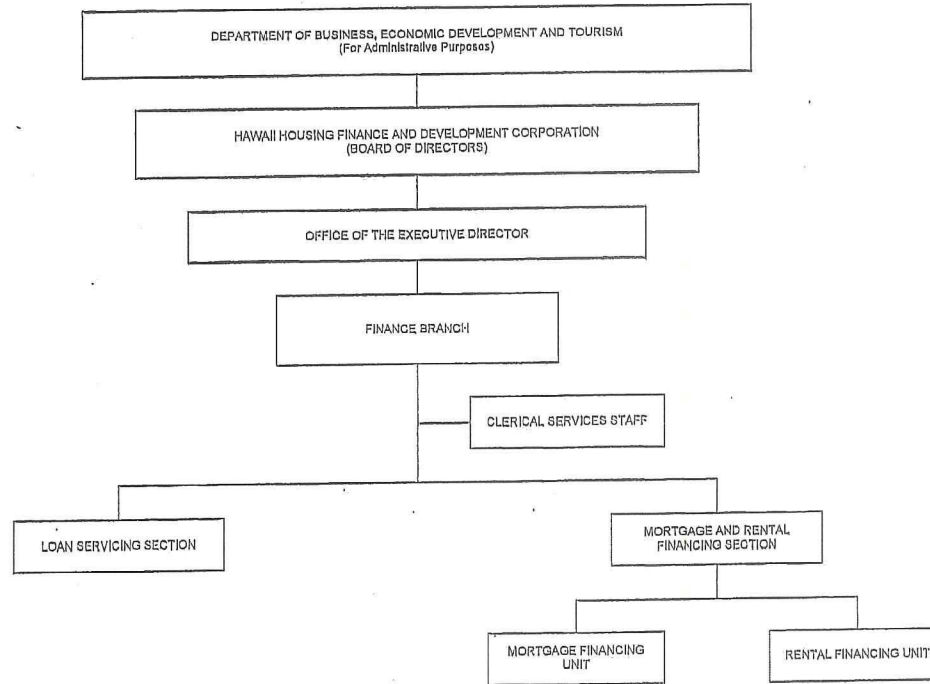 DEPARTMENT OF BUSINESS, ECONOMIC DEVELOPMENT AND TOURISM
(For Administrative Purposes)
HAWAII HOUSING FINANCE AND DEVELOPMENT CORPORATION
(BOARD OF DIRECTORS)
OFFICE OF THE EXECUTIVE DIRECTOR
FINANCE BRANCH
CLERICAL SERVICES STAFF
LOAN SERVICING SECTION
MORTGAGE AND RENTAL
FINANCING SECTION
MORTGAGE FINANCING
UNIT
RENTAL FINANCING UNIT